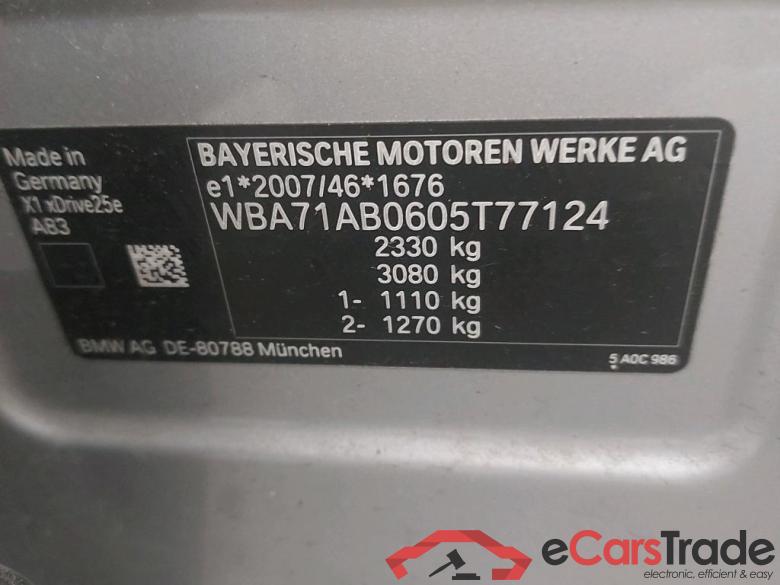 Made in
Germany
X1 xDrive25e
AB3
BAYERISCHE MOTOREN WERKE AG
e1*2007/46*1676
WBA71AB0605T77124
2330 kg
3080 kg
1- 1110 kg
2- 1270 kg
BMW AG DE-80788 München
5 A0C 986
eCarsTrade
electronic, efficient & easy